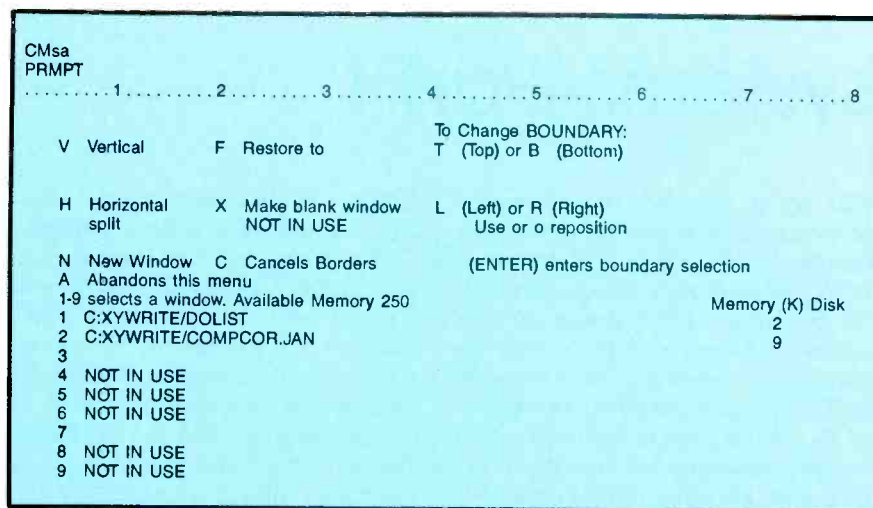 CMsa
PRMPT
.........1..........2..........3..........4..........5..........6..........7..........8
To Change BOUNDARY:
V Vertical F Restore to T (Top) or B (Bottom)
H Horizontal X Make blank window L (Left) or R (Right)
split NOT IN USE Use or o reposition
N New Window C Cancels Borders (ENTER) enters boundary selection
A Abandons this menu
1-9 selects a window. Available Memory 250 Memory (K) Disk
1 C:XYWRITE/DOLIST 2
2 C:XYWRITE/COMPCOR.JAN 9
3
4 NOT IN USE
5 NOT IN USE
6 NOT IN USE
7
8 NOT IN USE
9 NOT IN USE